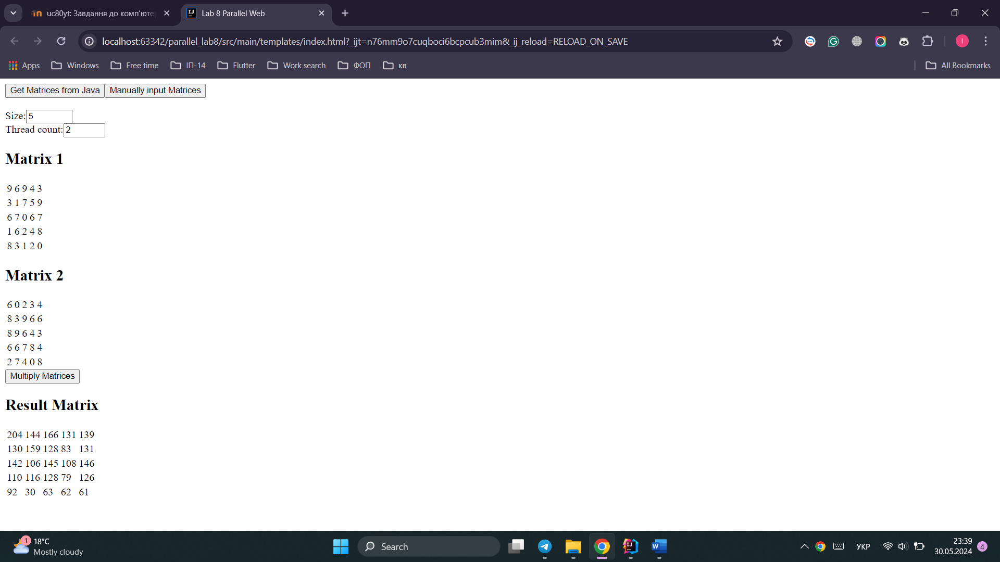 uc80yt: Завдання до комп'юте
Lab 8 Parallel Web
localhost:63342/parallel_lab8/src/main/templates/index.html?_ijt=n76mm9o7cuqboci6bcpcub3mim&_ij_reload=RELOAD_ON_SAVE
Apps Windows Free time ІП-14 Flutter Work search ФОП кв All Bookmarks
Get Matrices from Java Manually input Matrices
Size: 5
Thread count: 2
Matrix 1
9 6 9 4 3
3 1 7 5 9
6 7 0 6 7
1 6 2 4 8
8 3 1 2 0
Matrix 2
6 0 2 3 4
8 3 9 6 6
8 9 6 4 3
6 6 7 8 4
2 7 4 0 8
Multiply Matrices
Result Matrix
204 144 166 131 139
130 159 128 83 131
142 106 145 108 146
110 116 128 79 126
92 30 63 62 61
1 18°C
Mostly cloudy
Search
УКР
23:39
30.05.2024
4